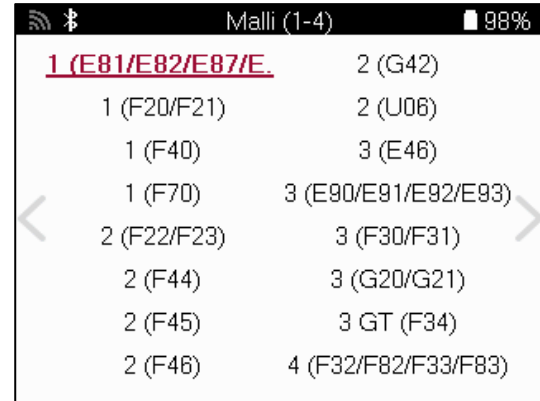 Malli (1-4) 98%
1 (E81/E82/E87/E.
1 (F20/F21)
1 (F40)
1 (F70)
2 (F22/F23)
2 (F44)
2 (F45)
2 (F46)
2 (G42)
2 (U06)
3 (E46)
3 (E90/E91/E92/E93)
3 (F30/F31)
3 (G20/G21)
3 GT (F34)
4 (F32/F82/F33/F83)